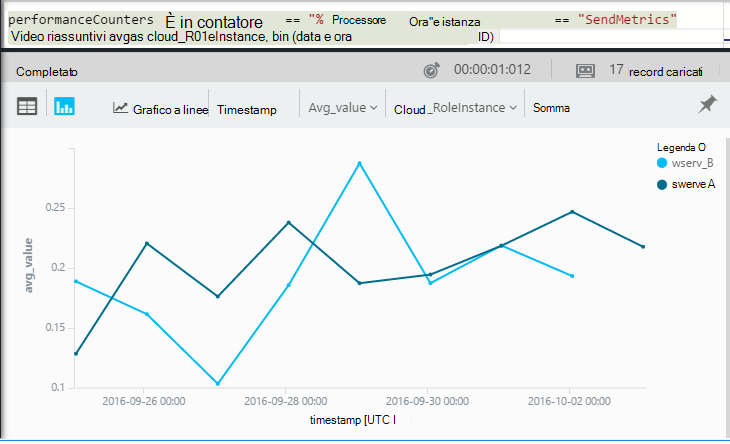 performanceCounters È in contatore == "% Processore Ora"e istanza == "SendMetrics"
Video riassuntivi avgas cloud_R01eInstance, bin (data e ora ID)
Completato 00:00:01:012 17 record caricati
Grafico a linee Timestamp Avg_value Cloud_RoleInstance Somma
Legenda O
wserv_B
swerve A
avg_value
0.25
0.2
0.15
0.1
2016-09-26 00:00 2016-09-28 00:00 2016-09-30 00:00 2016-10-02 00:00
timestamp [UTC I